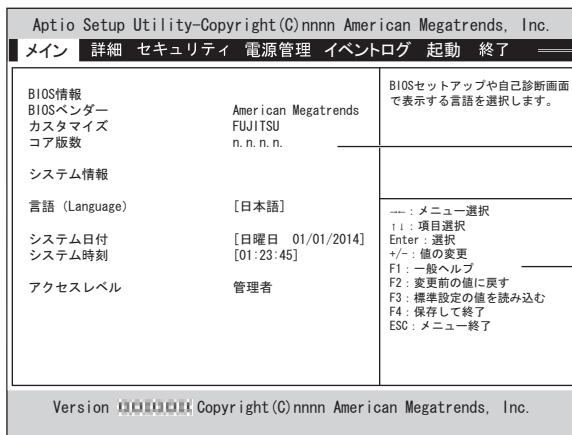 Aptio Setup Utility-Copyright(C)nnnn American Megatrends, Inc.
メイン 詳細 セキュリティ 電源管理 イベントログ 起動 終了
BIOS情報
BIOSベンダー American Megatrends
カスタマイズ FUJITSU
コア版数 n.n.n.n.
システム情報
言語 (Language) [日本語]
システム日付 [日曜日 01/01/2014]
システム時刻 [01:23:45]
アクセスレベル 管理者
BIOSセットアップや自己診断画面
で表示する言語を選択します。
→←：メニュー選択
↑↓：項目選択
Enter：選択
+/-：値の変更
F1：一般ヘルプ
F2：変更前の値に戻す
F3：標準設定の値を読み込む
F4：保存して終了
ESC：メニュー終了
Version Copyright(C)nnnn American Megatrends, Inc.